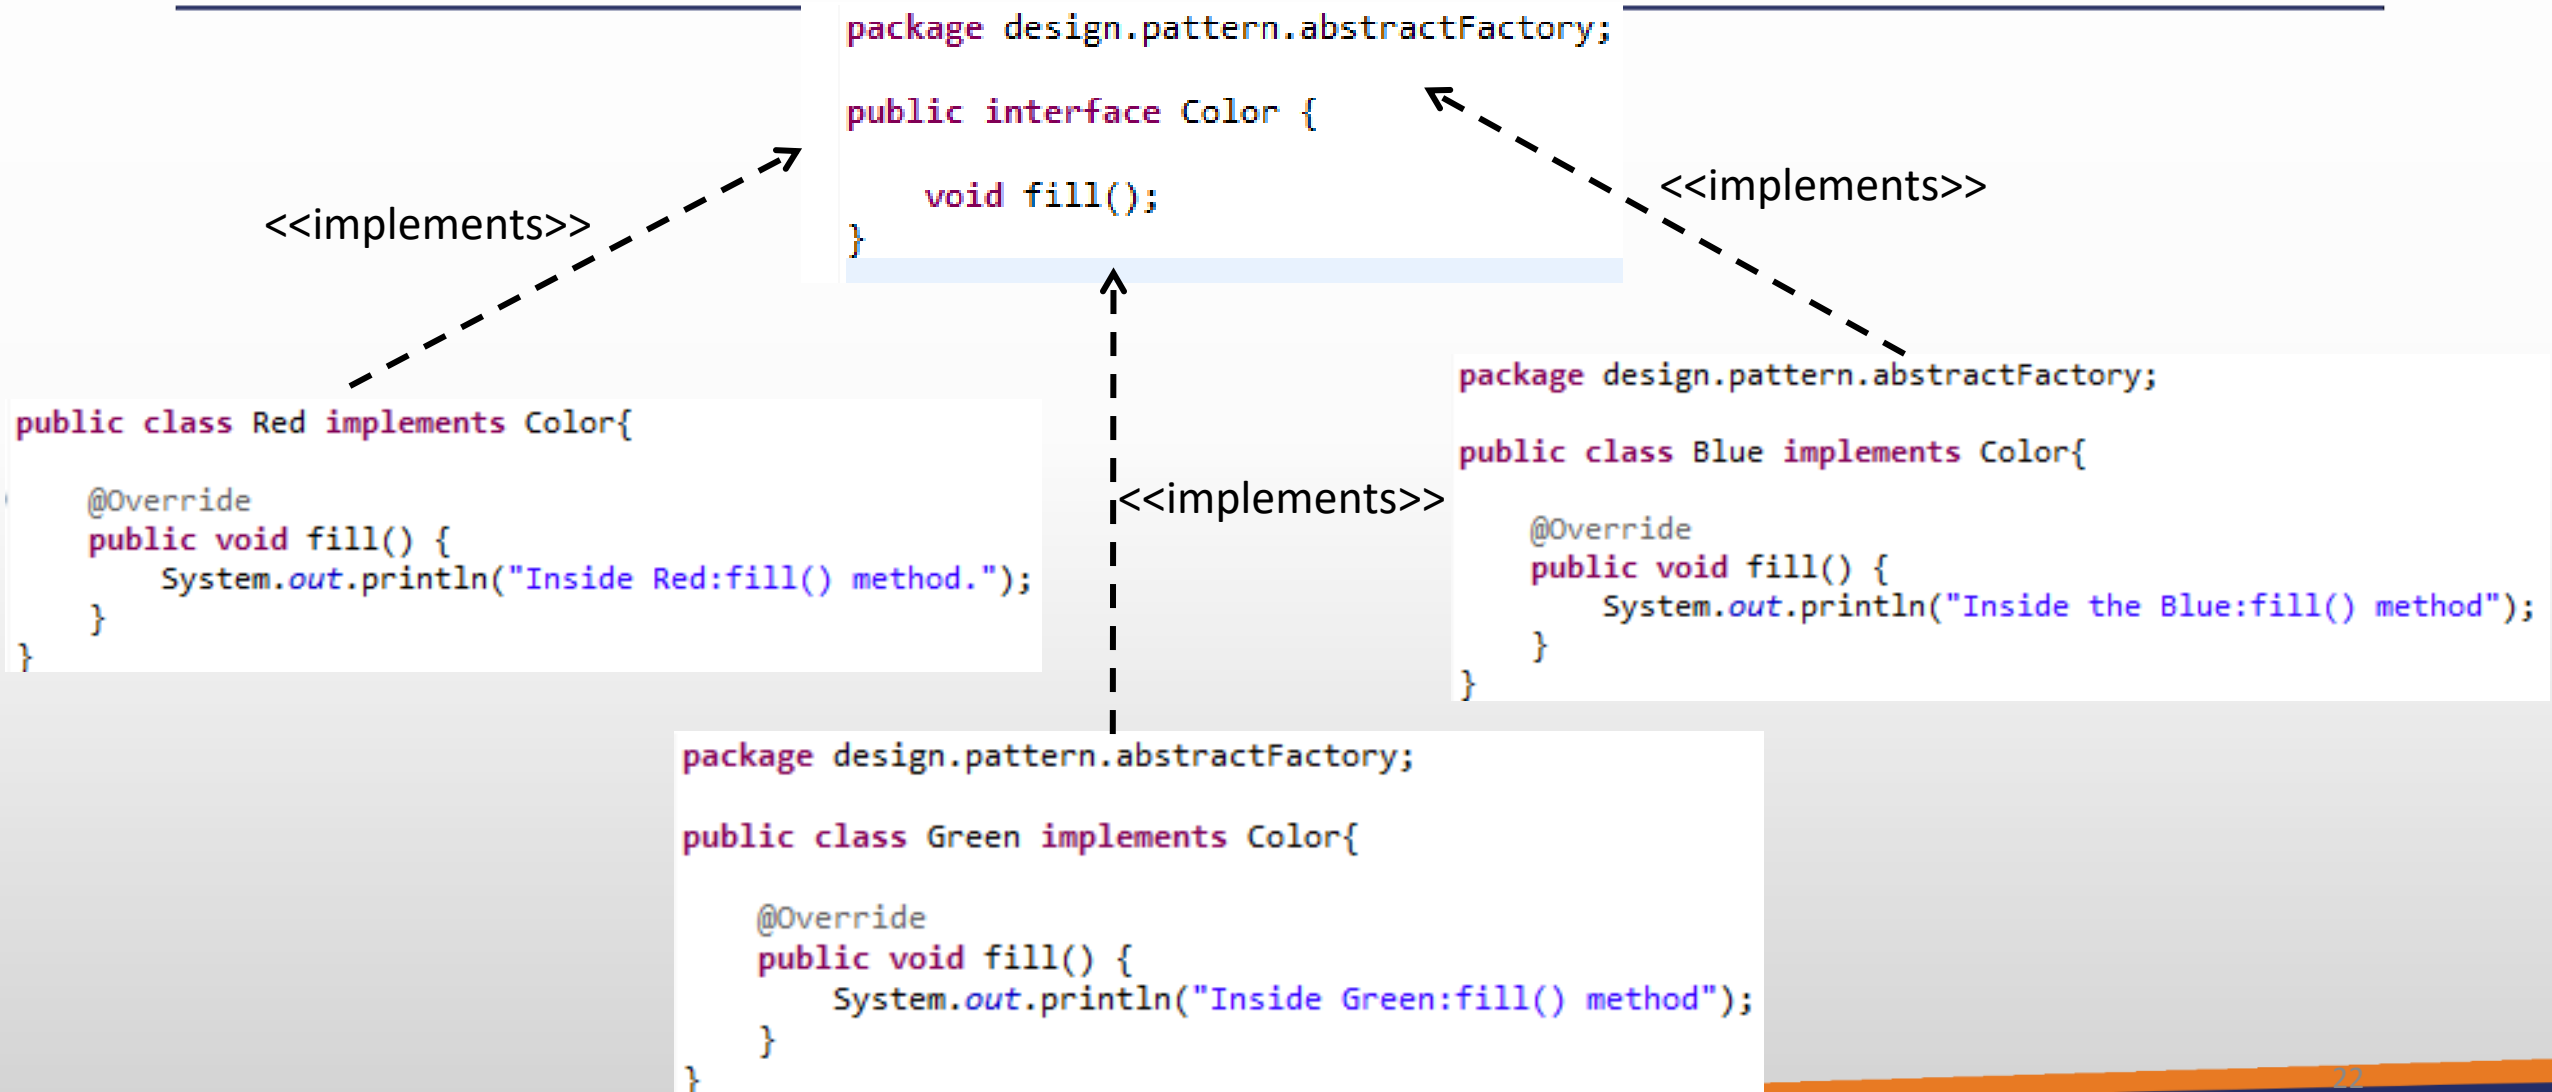 package design.pattern.abstractFactory;
public interface Color {
void fill();
}
<<implements>>
<<implements>>
<<implements>>
public class Red implements Color{
@Override
public void fill() {
System.out.println("Inside Red:fill() method.");
}
}
package design.pattern.abstractFactory;
public class Blue implements Color{
@Override
public void fill() {
System.out.println("Inside the Blue:fill() method");
}
}
package design.pattern.abstractFactory;
public class Green implements Color{
@Override
public void fill() {
System.out.println("Inside Green:fill() method");
}
}
22